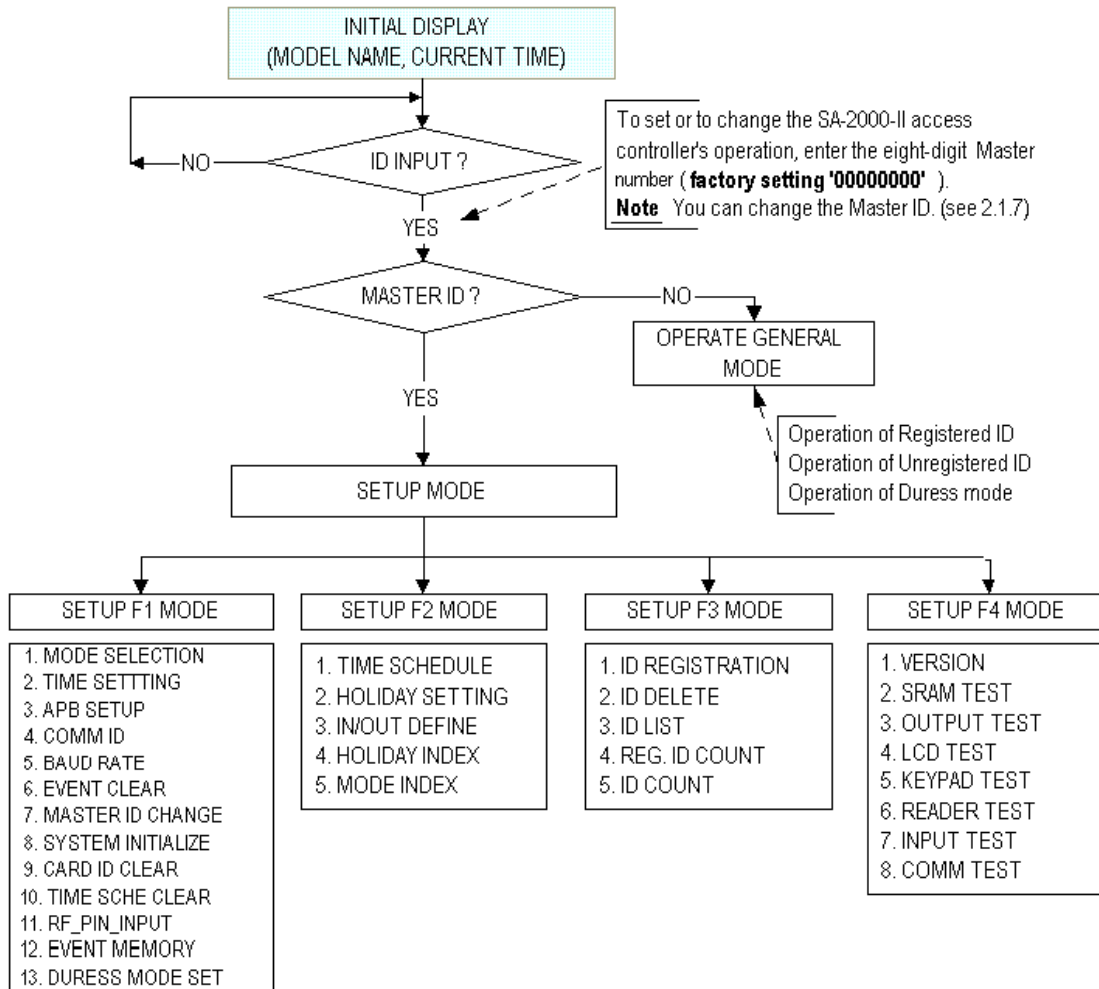 INITIAL DISPLAY
(MODEL NAME, CURRENT TIME)
To set or to change the SA-2000-II access
controller's operation, enter the eight-digit Master
number ( factory setting '00000000' ).
Note You can change the Master ID. (see 2.1.7)
NO
ID INPUT ?
YES
MASTER ID ?
NO
OPERATE GENERAL
MODE
YES
Operation of Registered ID
Operation of Unregistered ID
Operation of Duress mode
SETUP MODE
SETUP F1 MODE
1. MODE SELECTION
2. TIME SETTTING
3. APB SETUP
4. COMM ID
5. BAUD RATE
6. EVENT CLEAR
7. MASTER ID CHANGE
8. SYSTEM INITIALIZE
9. CARD ID CLEAR
10. TIME SCHE CLEAR
11. RF_PIN_INPUT
12. EVENT MEMORY
13. DURESS MODE SET
SETUP F2 MODE
1. TIME SCHEDULE
2. HOLIDAY SETTING
3. IN/OUT DEFINE
4. HOLIDAY INDEX
5. MODE INDEX
SETUP F3 MODE
1. ID REGISTRATION
2. ID DELETE
3. ID LIST
4. REG. ID COUNT
5. ID COUNT
SETUP F4 MODE
1. VERSION
2. SRAM TEST
3. OUTPUT TEST
4. LCD TEST
5. KEYPAD TEST
6. READER TEST
7. INPUT TEST
8. COMM TEST